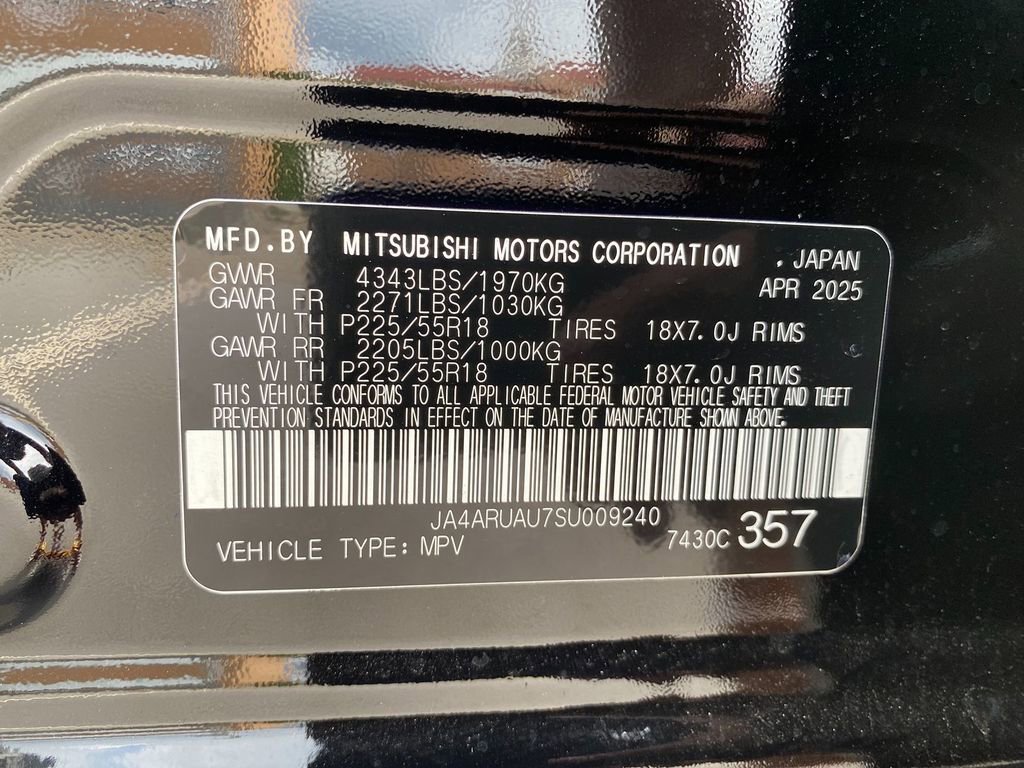 MFD.BY MITSUBISHI MOTORS CORPORATION . JAPAN
GVWR 4343LBS/1970KG APR 2025
GAWR FR 2271LBS/1030KG
WITH P225/55R18 TIRES 18X7.0J RIMS
GAWR RR 2205LBS/1000KG
WITH P225/55R18 TIRES 18X7.0J RIMS
THIS VEHICLE CONFORMS TO ALL APPLICABLE FEDERAL MOTOR VEHICLE SAFETY AND THEFT
PREVENTION STANDARDS IN EFFECT ON THE DATE OF MANUFACTURE SHOWN ABOVE.
JA4ARUAU7SU009240
VEHICLE TYPE: MPV 7430C 357